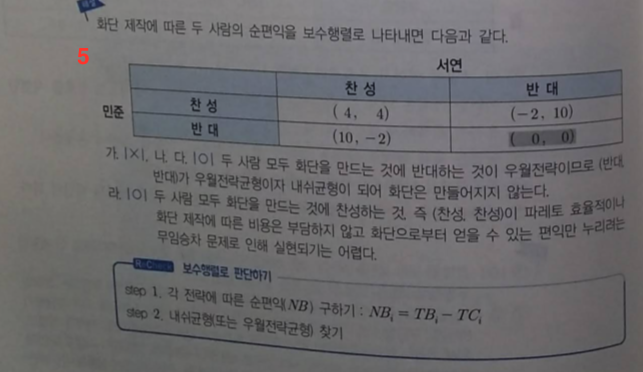 해설
화단 제작에 따른 두 사람의 순편익을 보수행렬로 나타내면 다음과 같다.
5
서연
찬 성 반 대
민준 찬 성 ( 4, 4) (-2, 10)
반 대 (10, -2) ( 0, 0)
가. |×|, 나. 다. |○| 두 사람 모두 화단을 만드는 것에 반대하는 것이 우월전략이므로 (반대,
반대)가 우월전략균형이자 내쉬균형이 되어 화단은 만들어지지 않는다.
라. |○| 두 사람 모두 화단을 만드는 것에 찬성하는 것, 즉 (찬성, 찬성)이 파레토 효율적이나
화단 제작에 따른 비용은 부담하지 않고 화단으로부터 얻을 수 있는 편익만 누리려는
무임승차 문제로 인해 실현되기는 어렵다.
보수행렬로 판단하기
step 1. 각 전략에 따른 순편익(NB) 구하기 : NBᵢ = TBᵢ - TCᵢ
step 2. 내쉬균형(또는 우월전략균형) 찾기